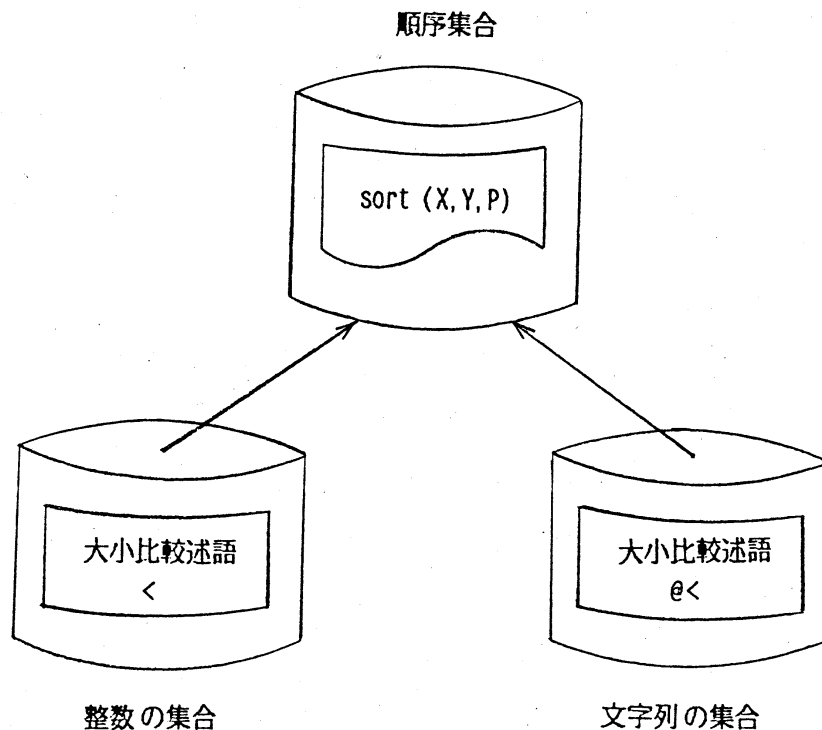 順序集合
sort (X, Y, P)
大小比較述語
<
大小比較述語
@<
整数の集合
文字列の集合